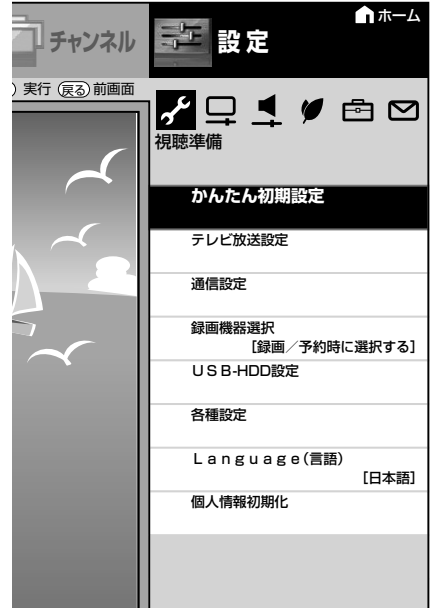 ホーム
チャンネル
設定
) 実行 (戻る) 前画面
視聴準備
かんたん初期設定
テレビ放送設定
通信設定
録画機器選択
[録画/予約時に選択する]
USB-HDD設定
各種設定
Language(言語)
[日本語]
個人情報初期化